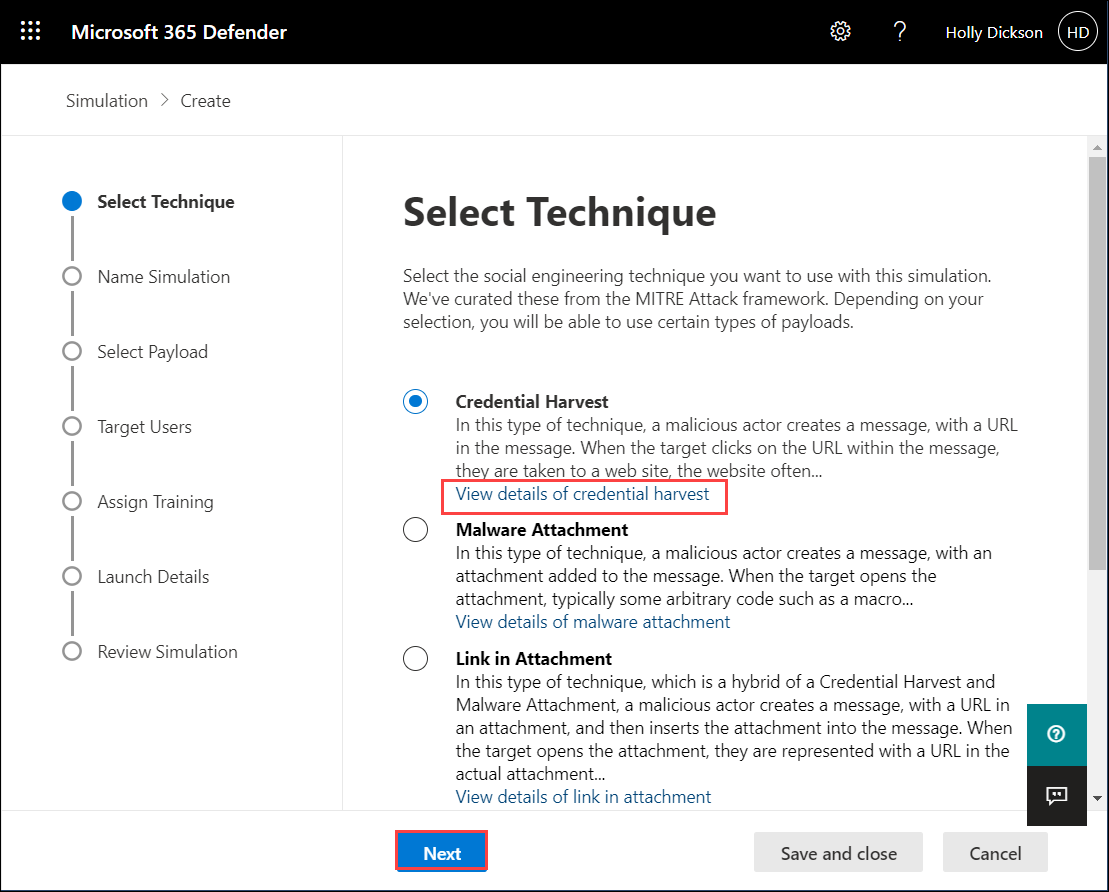 Microsoft 365 Defender
Holly Dickson
HD
Simulation > Create
Select Technique
Name Simulation
Select Payload
Target Users
Assign Training
Launch Details
Review Simulation
Select Technique
Select the social engineering technique you want to use with this simulation.
We've curated these from the MITRE Attack framework. Depending on your
selection, you will be able to use certain types of payloads.
Credential Harvest
In this type of technique, a malicious actor creates a message, with a URL
in the message. When the target clicks on the URL within the message,
they are taken to a web site, the website often...
View details of credential harvest
Malware Attachment
In this type of technique, a malicious actor creates a message, with an
attachment added to the message. When the target opens the
attachment, typically some arbitrary code such as a macro...
View details of malware attachment
Link in Attachment
In this type of technique, which is a hybrid of a Credential Harvest and
Malware Attachment, a malicious actor creates a message, with a URL in
an attachment, and then inserts the attachment into the message. When
the target opens the attachment, they are represented with a URL in the
actual attachment...
View details of link in attachment
Next
Save and close
Cancel